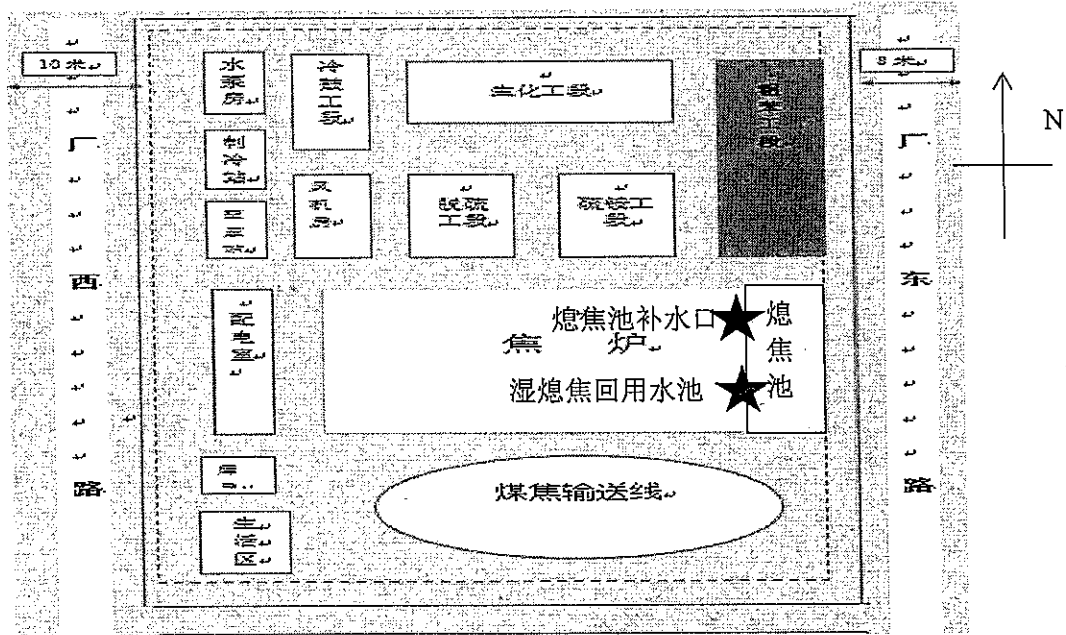 10米
8米
N
水
泵
房
冷
鼓
工
段
生化工段
制
冷
站
风
机
房
脱硫
工段
硫铵工
段
厂
西
路
厂
东
路
配
电
室
熄焦池补水口
焦 炉
湿熄焦回用水池
熄
焦
池
煤焦输送线
生
活
区